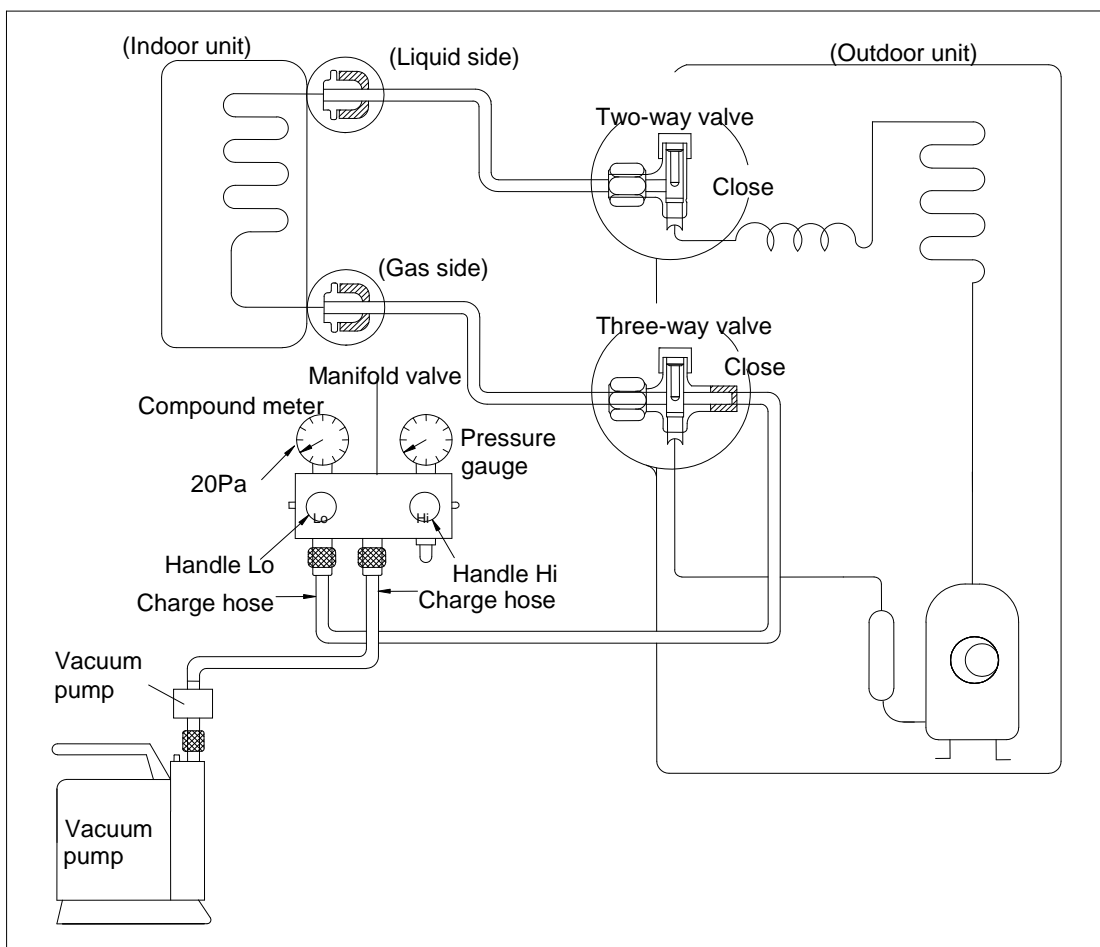 (Indoor unit)
(Liquid side)
(Outdoor unit)
Two-way valve
Close
(Gas side)
Three-way valve
Close
Manifold valve
Compound meter
Pressure
gauge
20Pa
Lo
Hi
Handle Lo
Handle Hi
Charge hose
Charge hose
Vacuum
pump
Vacuum
pump